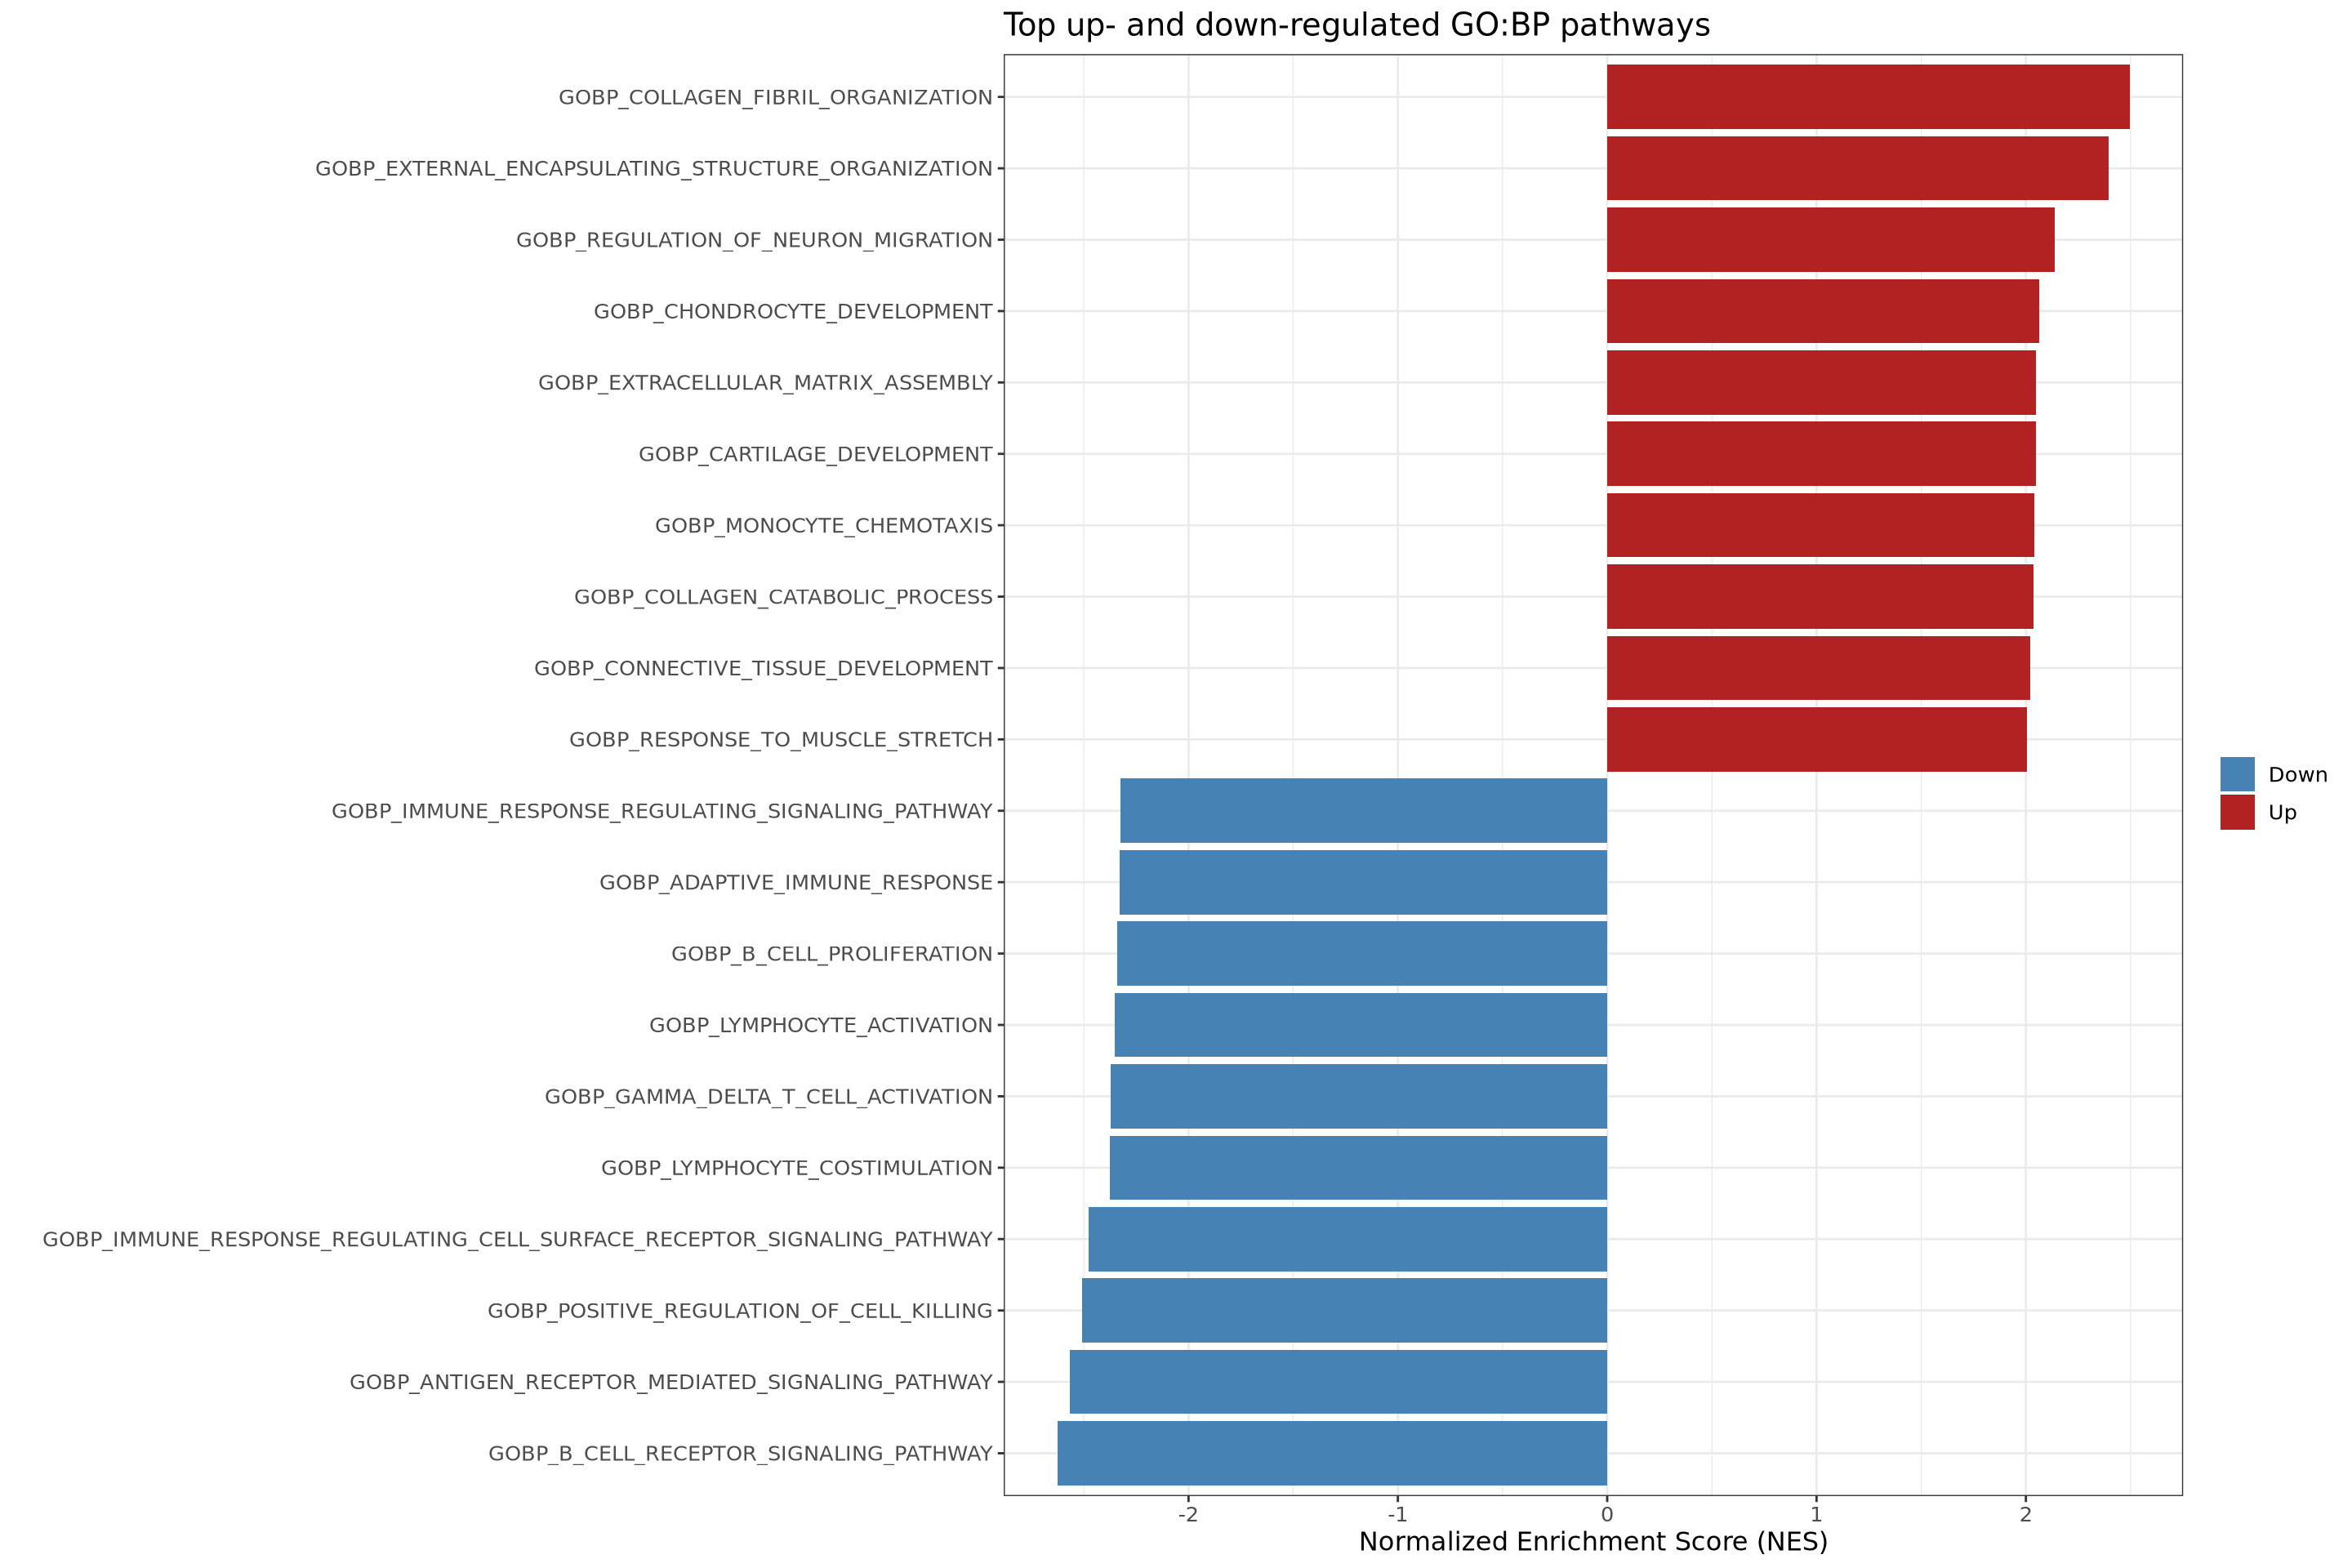 Top up- and down-regulated GO:BP pathways
GOBP_COLLAGEN_FIBRIL_ORGANIZATION
GOBP_EXTERNAL_ENCAPSULATING_STRUCTURE_ORGANIZATION
GOBP_REGULATION_OF_NEURON_MIGRATION
GOBP_CHONDROCYTE_DEVELOPMENT
GOBP_EXTRACELLULAR_MATRIX_ASSEMBLY
GOBP_CARTILAGE_DEVELOPMENT
GOBP_MONOCYTE_CHEMOTAXIS
GOBP_COLLAGEN_CATABOLIC_PROCESS
GOBP_CONNECTIVE_TISSUE_DEVELOPMENT
GOBP_RESPONSE_TO_MUSCLE_STRETCH
GOBP_IMMUNE_RESPONSE_REGULATING_SIGNALING_PATHWAY
GOBP_ADAPTIVE_IMMUNE_RESPONSE
GOBP_B_CELL_PROLIFERATION
GOBP_LYMPHOCYTE_ACTIVATION
GOBP_GAMMA_DELTA_T_CELL_ACTIVATION
GOBP_LYMPHOCYTE_COSTIMULATION
GOBP_IMMUNE_RESPONSE_REGULATING_CELL_SURFACE_RECEPTOR_SIGNALING_PATHWAY
GOBP_POSITIVE_REGULATION_OF_CELL_KILLING
GOBP_ANTIGEN_RECEPTOR_MEDIATED_SIGNALING_PATHWAY
GOBP_B_CELL_RECEPTOR_SIGNALING_PATHWAY
-2 -1 0 1 2
Normalized Enrichment Score (NES)
Down
Up